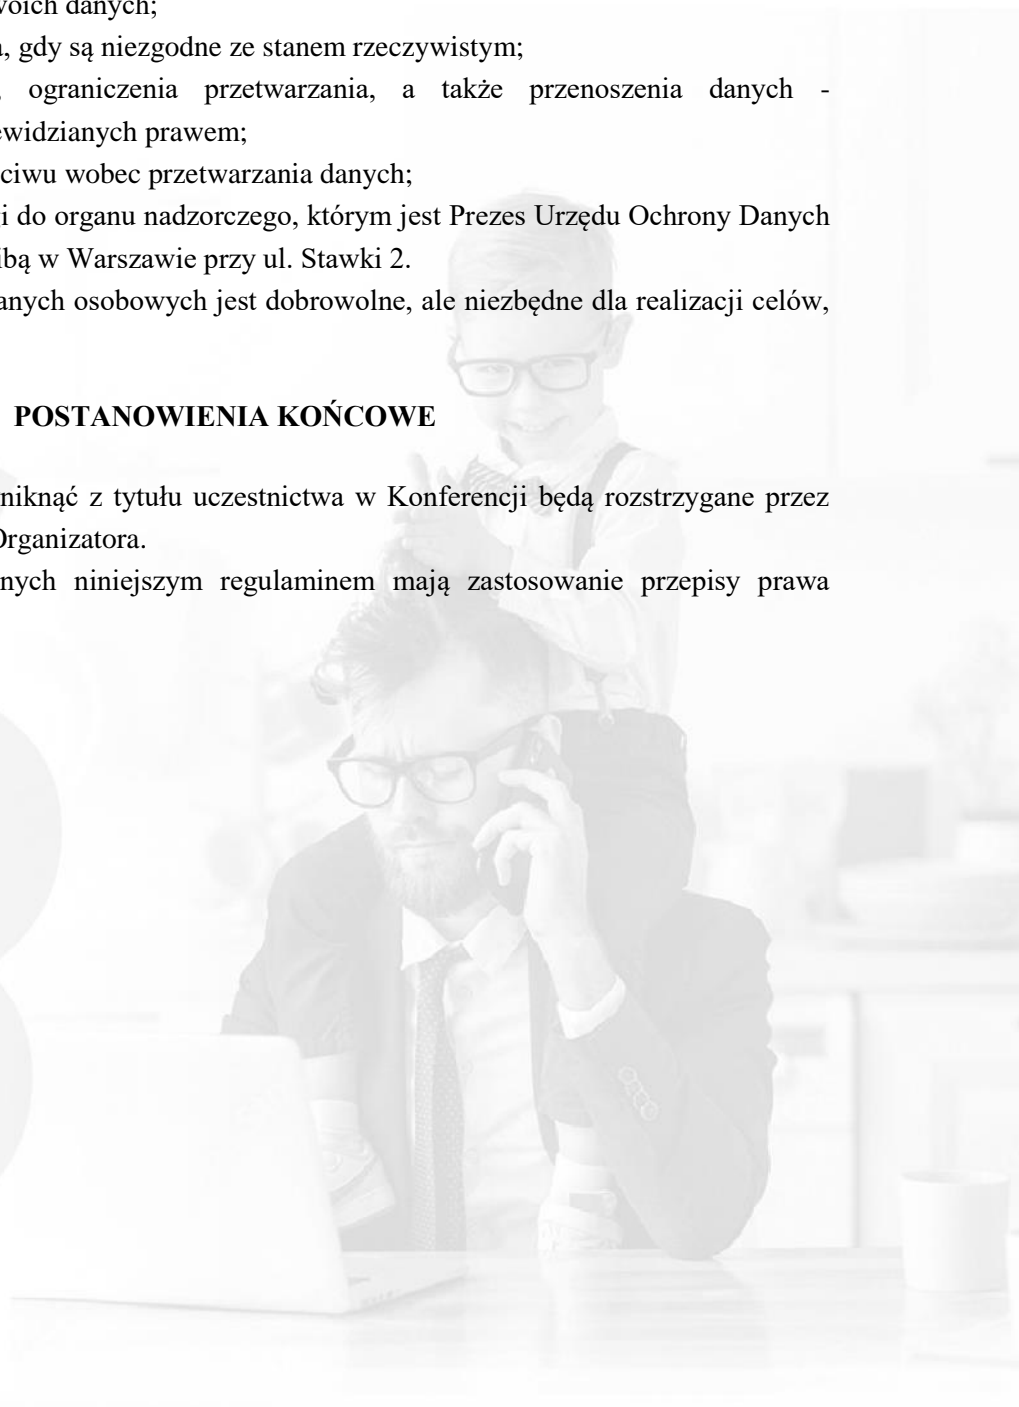 woich danych;
a, gdy są niezgodne ze stanem rzeczywistym;
, ograniczenia przetwarzania, a także przenoszenia danych -
ewidzianych prawem;
ciwu wobec przetwarzania danych;
i do organu nadzorczego, którym jest Prezes Urzędu Ochrony Danych
ibą w Warszawie przy ul. Stawki 2.
anych osobowych jest dobrowolne, ale niezbędne dla realizacji celów,
POSTANOWIENIA KOŃCOWE
niknąć z tytułu uczestnictwa w Konferencji będą rozstrzygane przez
Organizatora.
nych niniejszym regulaminem mają zastosowanie przepisy prawa